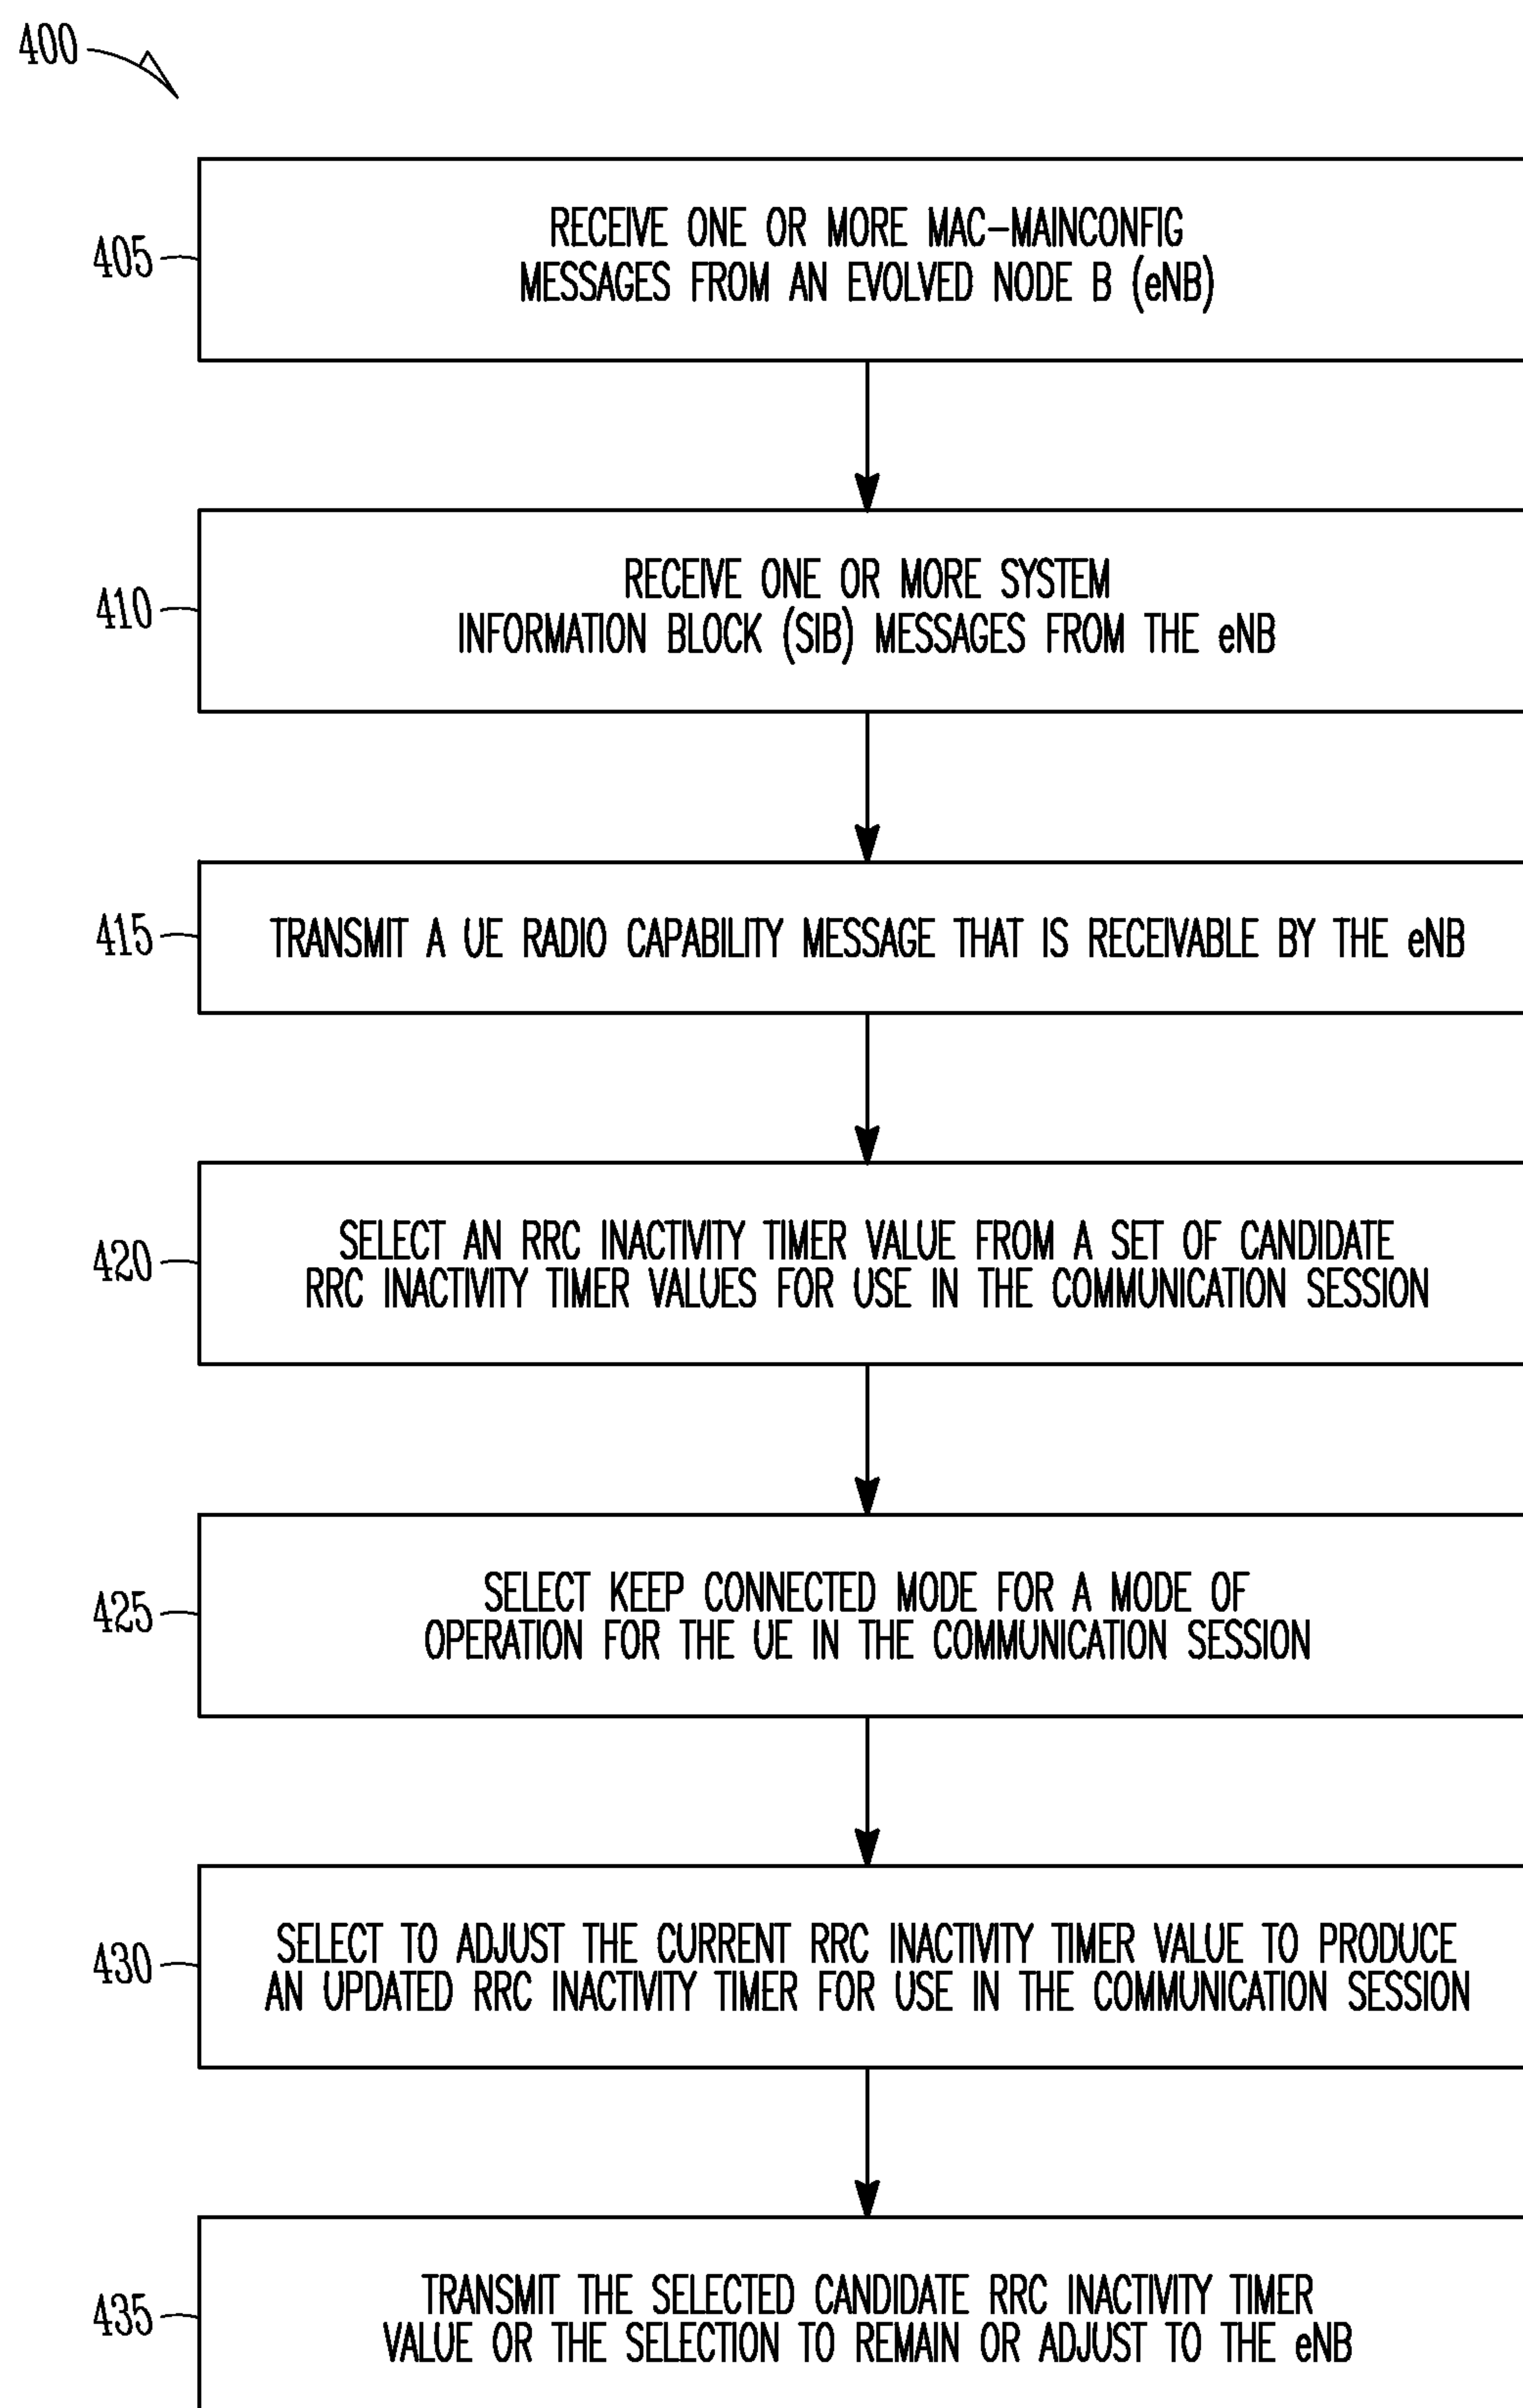 400
405
RECEIVE ONE OR MORE MAC-MAINCONFIG
MESSAGES FROM AN EVOLVED NODE B (eNB)
410
RECEIVE ONE OR MORE SYSTEM
INFORMATION BLOCK (SIB) MESSAGES FROM THE eNB
415
TRANSMIT A UE RADIO CAPABILITY MESSAGE THAT IS RECEIVABLE BY THE eNB
420
SELECT AN RRC INACTIVITY TIMER VALUE FROM A SET OF CANDIDATE
RRC INACTIVITY TIMER VALUES FOR USE IN THE COMMUNICATION SESSION
425
SELECT KEEP CONNECTED MODE FOR A MODE OF
OPERATION FOR THE UE IN THE COMMUNICATION SESSION
430
SELECT TO ADJUST THE CURRENT RRC INACTIVITY TIMER VALUE TO PRODUCE
AN UPDATED RRC INACTIVITY TIMER FOR USE IN THE COMMUNICATION SESSION
435
TRANSMIT THE SELECTED CANDIDATE RRC INACTIVITY TIMER
VALUE OR THE SELECTION TO REMAIN OR ADJUST TO THE eNB